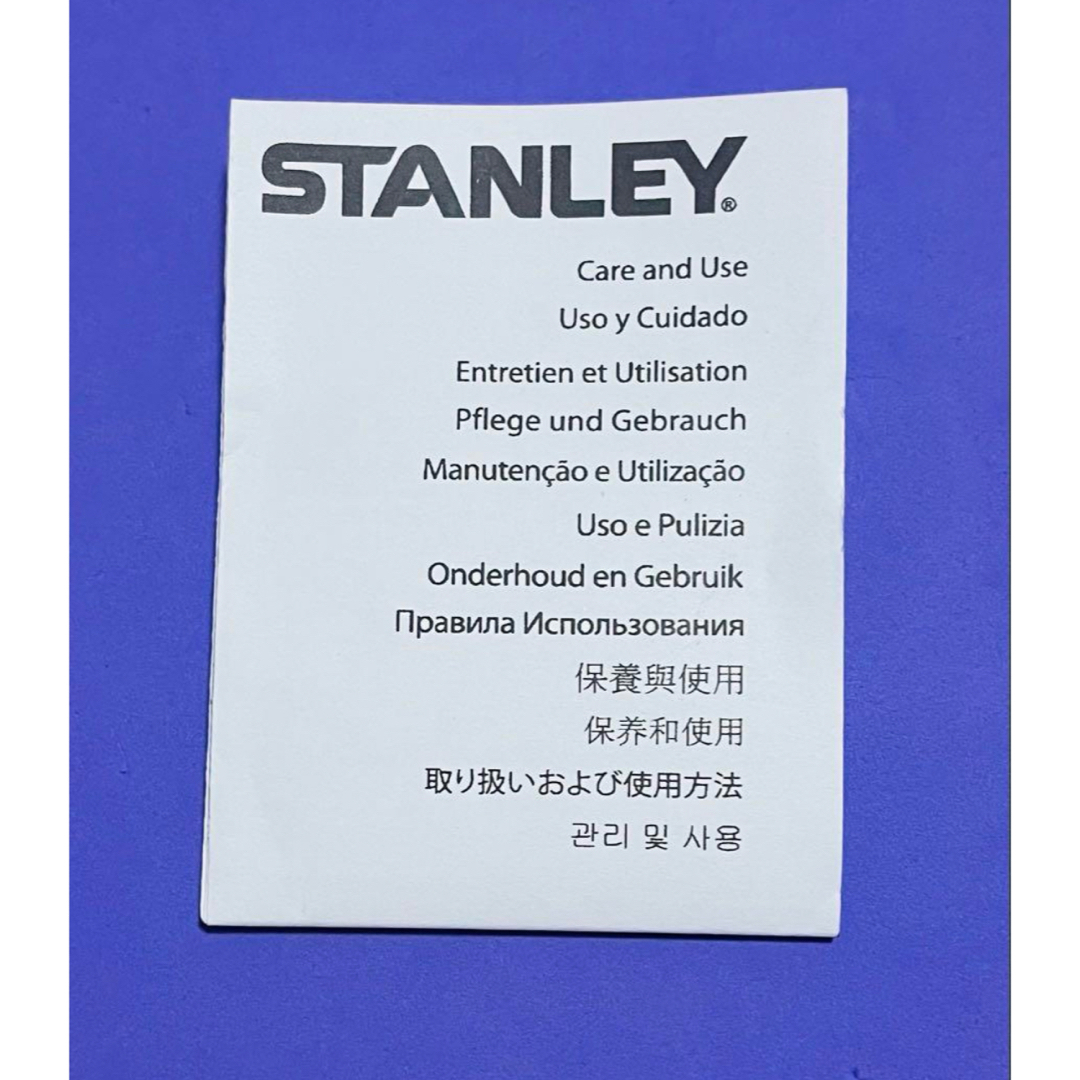 STANLEY®
Care and Use
Uso y Cuidado
Entretien et Utilisation
Pflege und Gebrauch
Manutenção e Utilização
Uso e Pulizia
Onderhoud en Gebruik
Правила Использования
保養與使用
保养和使用
取り扱いおよび使用方法
관리 및 사용